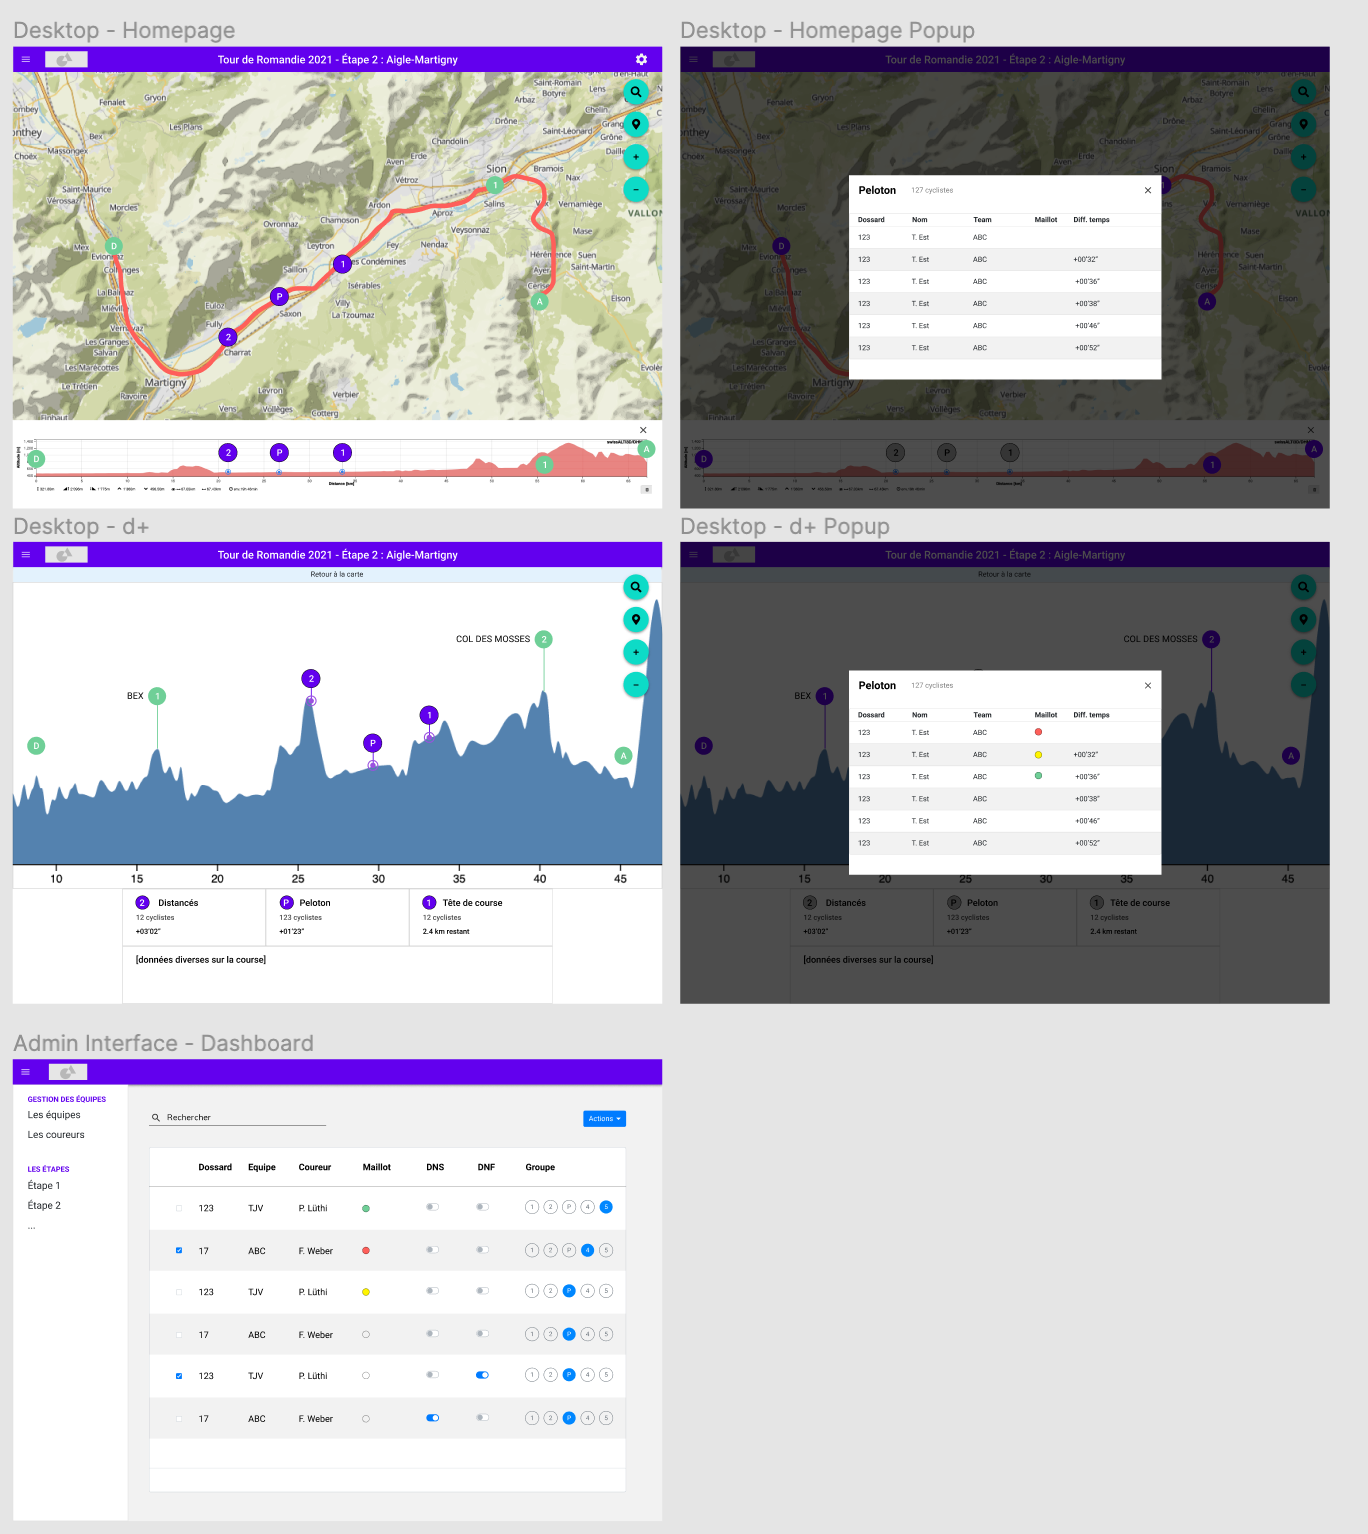 Desktop - Homepage
Tour de Romandie 2021 - Étape 2 : Aigle-Martigny
Fenalet
Gryon
Les Plans
Bex
Massongex
Choëx
Saint-Maurice
Vérossaz
Morcles
Mex
Evionnaz
Collonges
La Balmaz
Miéville
Vernayaz
Les Granges
Salvan
Les Marécottes
Le Trétien
Martigny
Ravoire
Charrat
Fully
Euloz
Saxon
Saillon
Leytron
Ovronnaz
Chamoson
Ardon
Vétroz
Aven
Erde
Chandolin
Drône
Arbaz
Botyre
Saint-Romain
Saint-Léonard
Sion
Bramois
Nax
Salins
Vex
Vernamiège
Mase
Suen
Saint-Martin
Eison
Aproz
Veysonnaz
Nendaz
Fey
Les Condémines
Isérables
Villy
La Tzoumaz
Levron
Verbier
Vens
Vollèges
Cotterg
VALLON
D
1
1
P
2
A
D
2
P
1
1
A
Distance [km]
Desktop - Homepage Popup
Tour de Romandie 2021 - Étape 2 : Aigle-Martigny
Peloton 127 cyclistes
Dossard Nom Team Maillot Diff. temps
123 T. Est ABC
123 T. Est ABC +00'32"
123 T. Est ABC +00'36"
123 T. Est ABC +00'38"
123 T. Est ABC +00'46"
123 T. Est ABC +00'52"
D
A
D
2
P
1
1
A
Desktop - d+
Tour de Romandie 2021 - Étape 2 : Aigle-Martigny
Retour à la carte
COL DES MOSSES 2
BEX 1
2
1
P
D
A
10 15 20 25 30 35 40 45
2 Distancés
12 cyclistes
+03'02"
P Peloton
123 cyclistes
+01'23"
1 Tête de course
12 cyclistes
2.4 km restant
[données diverses sur la course]
Desktop - d+ Popup
Tour de Romandie 2021 - Étape 2 : Aigle-Martigny
Retour à la carte
COL DES MOSSES 2
BEX 1
D
A
Peloton 127 cyclistes
Dossard Nom Team Maillot Diff. temps
123 T. Est ABC
123 T. Est ABC +00'32"
123 T. Est ABC +00'36"
123 T. Est ABC +00'38"
123 T. Est ABC +00'46"
123 T. Est ABC +00'52"
10 15 20 25 30 35 40 45
2 Distancés
12 cyclistes
+03'02"
P Peloton
123 cyclistes
+01'23"
1 Tête de course
12 cyclistes
2.4 km restant
[données diverses sur la course]
Admin Interface - Dashboard
GESTION DES ÉQUIPES
Les équipes
Les coureurs
LES ÉTAPES
Étape 1
Étape 2
...
Rechercher
Actions
Dossard Equipe Coureur Maillot DNS DNF Groupe
123 TJV P. Lüthi 1 2 P 4 5
17 ABC F. Weber 1 2 P 4 5
123 TJV P. Lüthi 1 2 P 4 5
17 ABC F. Weber 1 2 P 4 5
123 TJV P. Lüthi 1 2 P 4 5
17 ABC F. Weber 1 2 P 4 5